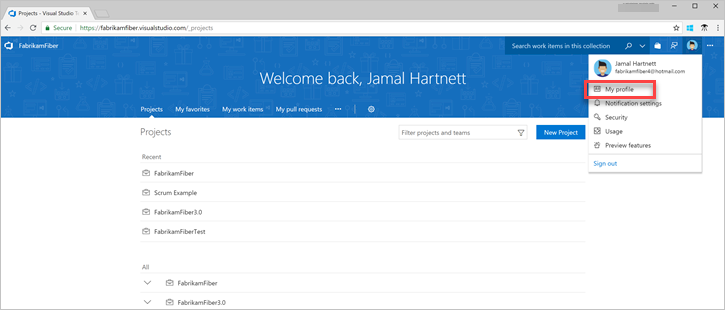 Projects - Visual Studio T
Secure https://fabrikamfiber.visualstudio.com/_projects
FabrikamFiber
Search work items in this collection
Jamal Hartnett
fabrikamfiber4@hotmail.com
My profile
Notification settings
Security
Usage
Preview features
Sign out
Welcome back, Jamal Hartnett
Projects My favorites My work items My pull requests
Projects
Filter projects and teams
New Project
Recent
FabrikamFiber
Scrum Example
FabrikamFiber3.0
FabrikamFiberTest
All
FabrikamFiber
FabrikamFiber3.0